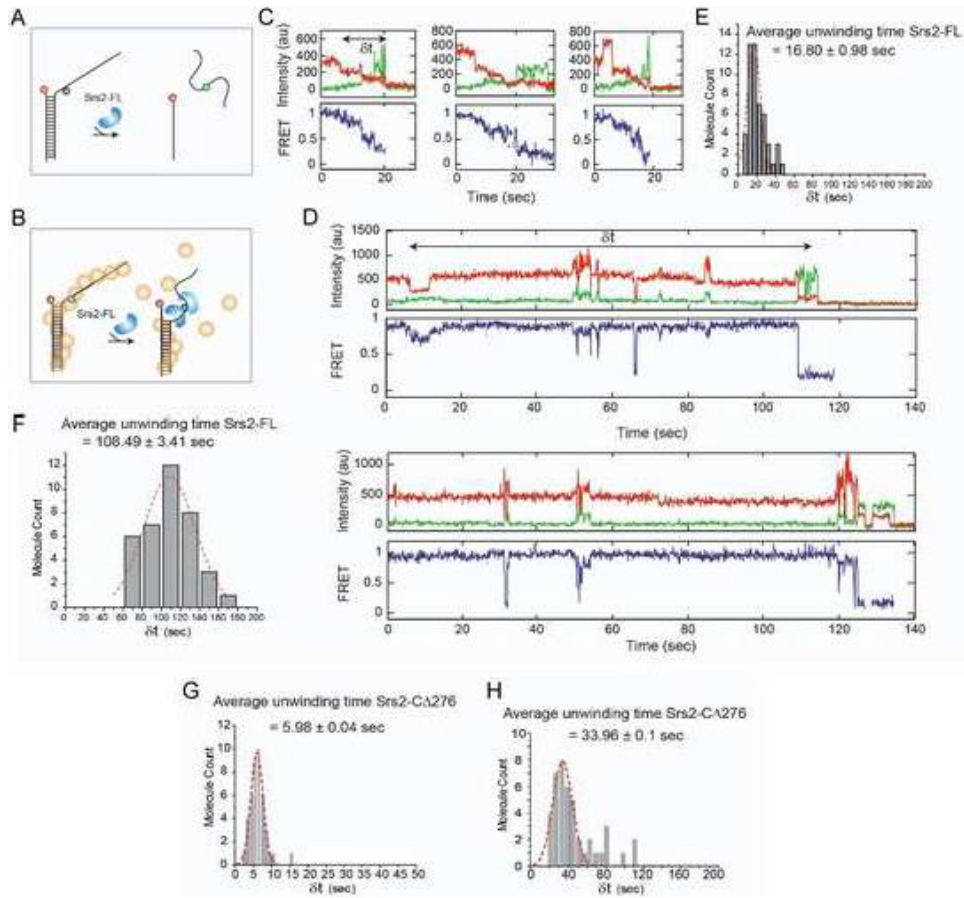 A
Srs2-FL
B
Srs2-FL
C
δt
Intensity (au)
800
600
400
200
0
800
600
400
200
0
800
600
400
200
0
FRET
1
0.5
0
1
0.5
0
1
0.5
0
0 20
0 20
0 20
Time (sec)
E
Average unwinding time Srs2-FL
= 16.80 ± 0.98 sec
Molecule Count
14
12
10
8
6
4
2
0
0 20 40 60 80 100 120 140 160 180 200
δt (sec)
D
δt
Intensity (au)
1500
1000
500
0
FRET
1
0.5
0
0 20 40 60 80 100 120 140
Time (sec)
Intensity (au)
1000
500
0
FRET
1
0.5
0
0 20 40 60 80 100 120 140
Time (sec)
F
Average unwinding time Srs2-FL
= 108.49 ± 3.41 sec
Molecule Count
12
10
8
6
4
2
0
0 20 40 60 80 100 120 140 160 180 200
δt (sec)
G
Average unwinding time Srs2-CΔ276
= 5.98 ± 0.04 sec
Molecule Count
12
10
8
6
4
2
0
0 5 10 15 20 25 30 35 40 45 50
δt (sec)
H
Average unwinding time Srs2-CΔ276
= 33.96 ± 0.1 sec
Molecule Count
10
8
6
4
2
0
0 40 80 120 160 200
δt (sec)